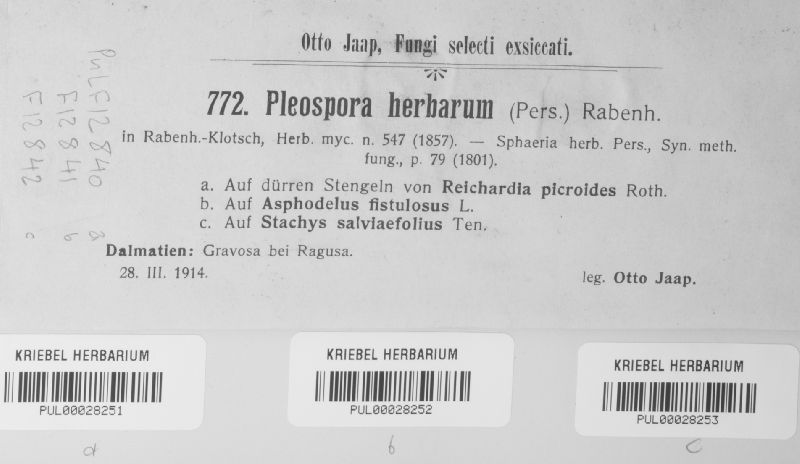 Otto Jaap, Fungi selecti exsiccati.
772. Pleospora herbarum (Pers.) Rabenh.
in Rabenh.-Klotsch, Herb. myc. n. 547 (1857). — Sphaeria herb. Pers., Syn. meth.
fung., p. 79 (1801).
a. Auf dürren Stengeln von Reichardia picroides Roth.
b. Auf Asphodelus fistulosus L.
c. Auf Stachys salviaefolius Ten.
Dalmatien: Gravosa bei Ragusa.
28. III. 1914.
leg. Otto Jaap.
PUL F12840 a
F12841 b
F12842 c
KRIEBEL HERBARIUM
PUL00028251
a
KRIEBEL HERBARIUM
PUL00028252
b
KRIEBEL HERBARIUM
PUL00028253
c